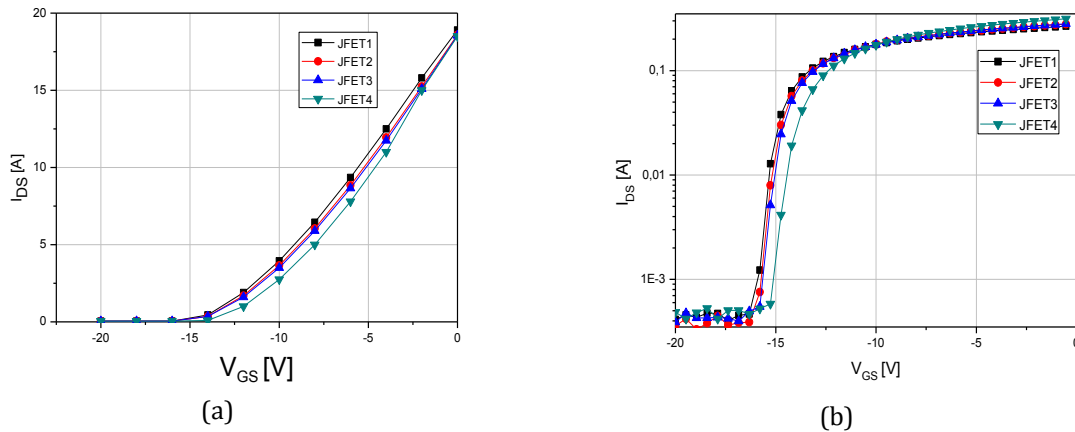 20
15
10
5
0
I_DS [A]
JFET1
JFET2
JFET3
JFET4
-20
-15
-10
-5
0
V_GS [V]
(a)
0,1
0,01
1E-3
I_DS [A]
JFET1
JFET2
JFET3
JFET4
-20
-15
-10
-5
0
V_GS [V]
(b)